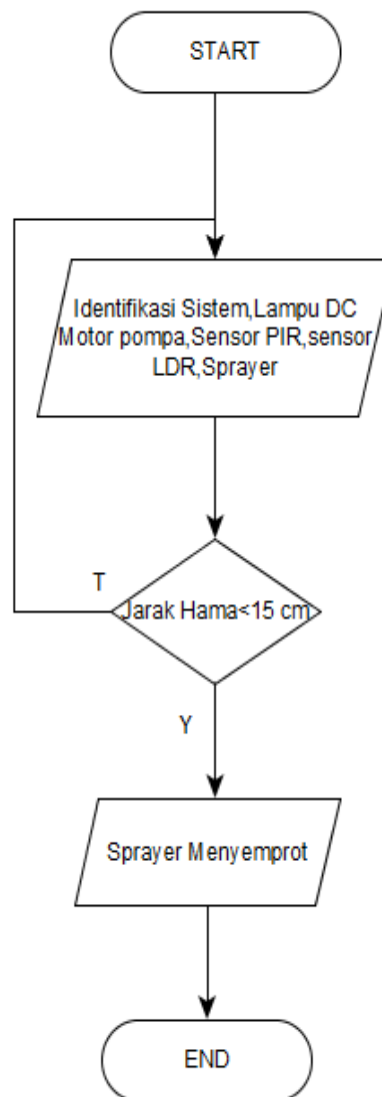 START
Identifikasi Sistem,Lampu DC
Motor pompa,Sensor PIR,sensor
LDR,Sprayer
T
Jarak Hama<15 cm
Y
Sprayer Menyemprot
END